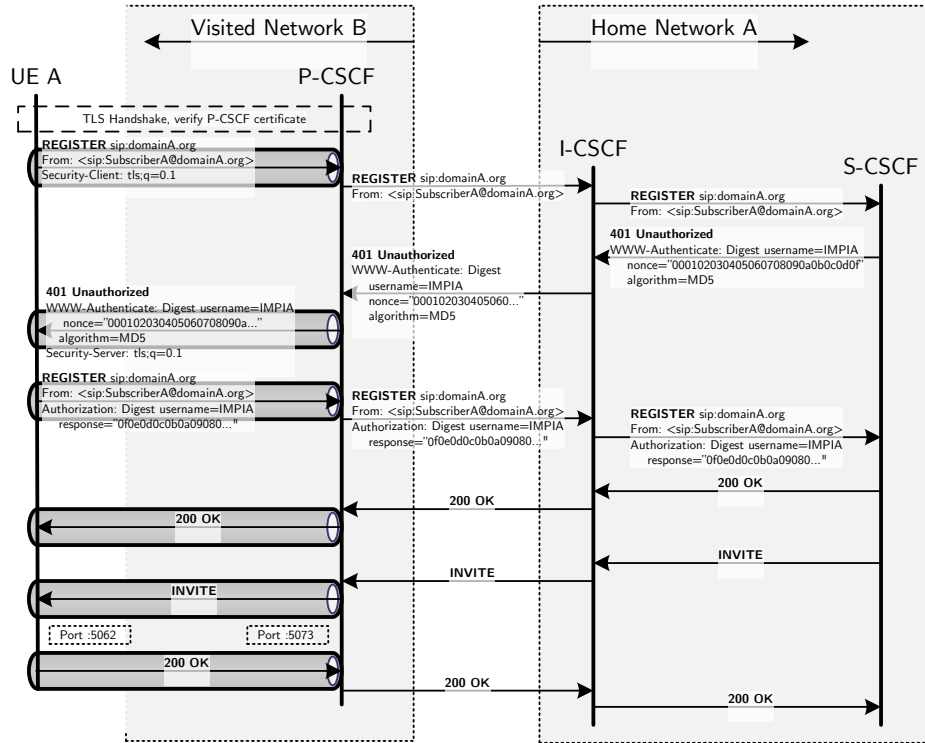 Visited Network B
Home Network A
UE A
P-CSCF
I-CSCF
S-CSCF
TLS Handshake, verify P-CSCF certificate
REGISTER sip:domainA.org
From: <sip:SubscriberA@domainA.org>
Security-Client: tls;q=0.1
REGISTER sip:domainA.org
From: <sip:SubscriberA@domainA.org>
REGISTER sip:domainA.org
From: <sip:SubscriberA@domainA.org>
401 Unauthorized
WWW-Authenticate: Digest username=IMPIA
nonce="000102030405060708090a0b0c0d0f"
algorithm=MD5
401 Unauthorized
WWW-Authenticate: Digest
username=IMPIA
nonce="000102030405060..."
algorithm=MD5
401 Unauthorized
WWW-Authenticate: Digest username=IMPIA
nonce="000102030405060708090a..."
algorithm=MD5
Security-Server: tls;q=0.1
REGISTER sip:domainA.org
From: <sip:SubscriberA@domainA.org>
Authorization: Digest username=IMPIA
response="0f0e0d0c0b0a09080..."
REGISTER sip:domainA.org
From: <sip:SubscriberA@domainA.org>
Authorization: Digest username=IMPIA
response="0f0e0d0c0b0a09080..."
REGISTER sip:domainA.org
From: <sip:SubscriberA@domainA.org>
Authorization: Digest username=IMPIA
response="0f0e0d0c0b0a09080..."
200 OK
200 OK
200 OK
INVITE
INVITE
INVITE
Port :5062
Port :5073
200 OK
200 OK
200 OK